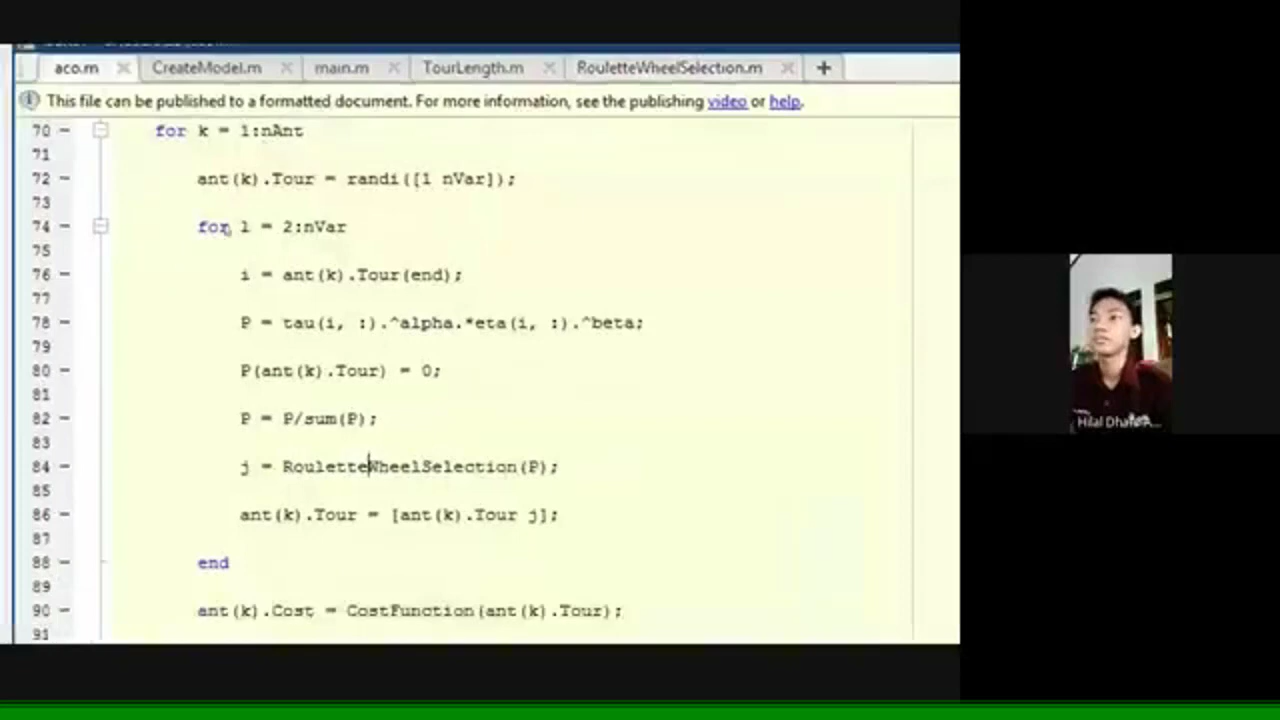 aco.m CreateModel.m main.m TourLength.m RouletteWheelSelection.m +
This file can be published to a formatted document. For more information, see the publishing video or help.
70 for k = 1:nAnt
71
72 ant(k).Tour = randi([1 nVar]);
73
74 for l = 2:nVar
75
76 i = ant(k).Tour(end);
77
78 P = tau(i, :).^alpha.*eta(i, :).^beta;
79
80 P(ant(k).Tour) = 0;
81
82 P = P/sum(P);
83
84 j = RouletteWheelSelection(P);
85
86 ant(k).Tour = [ant(k).Tour j];
87
88 end
89
90 ant(k).Cost = CostFunction(ant(k).Tour);
91
Hilal